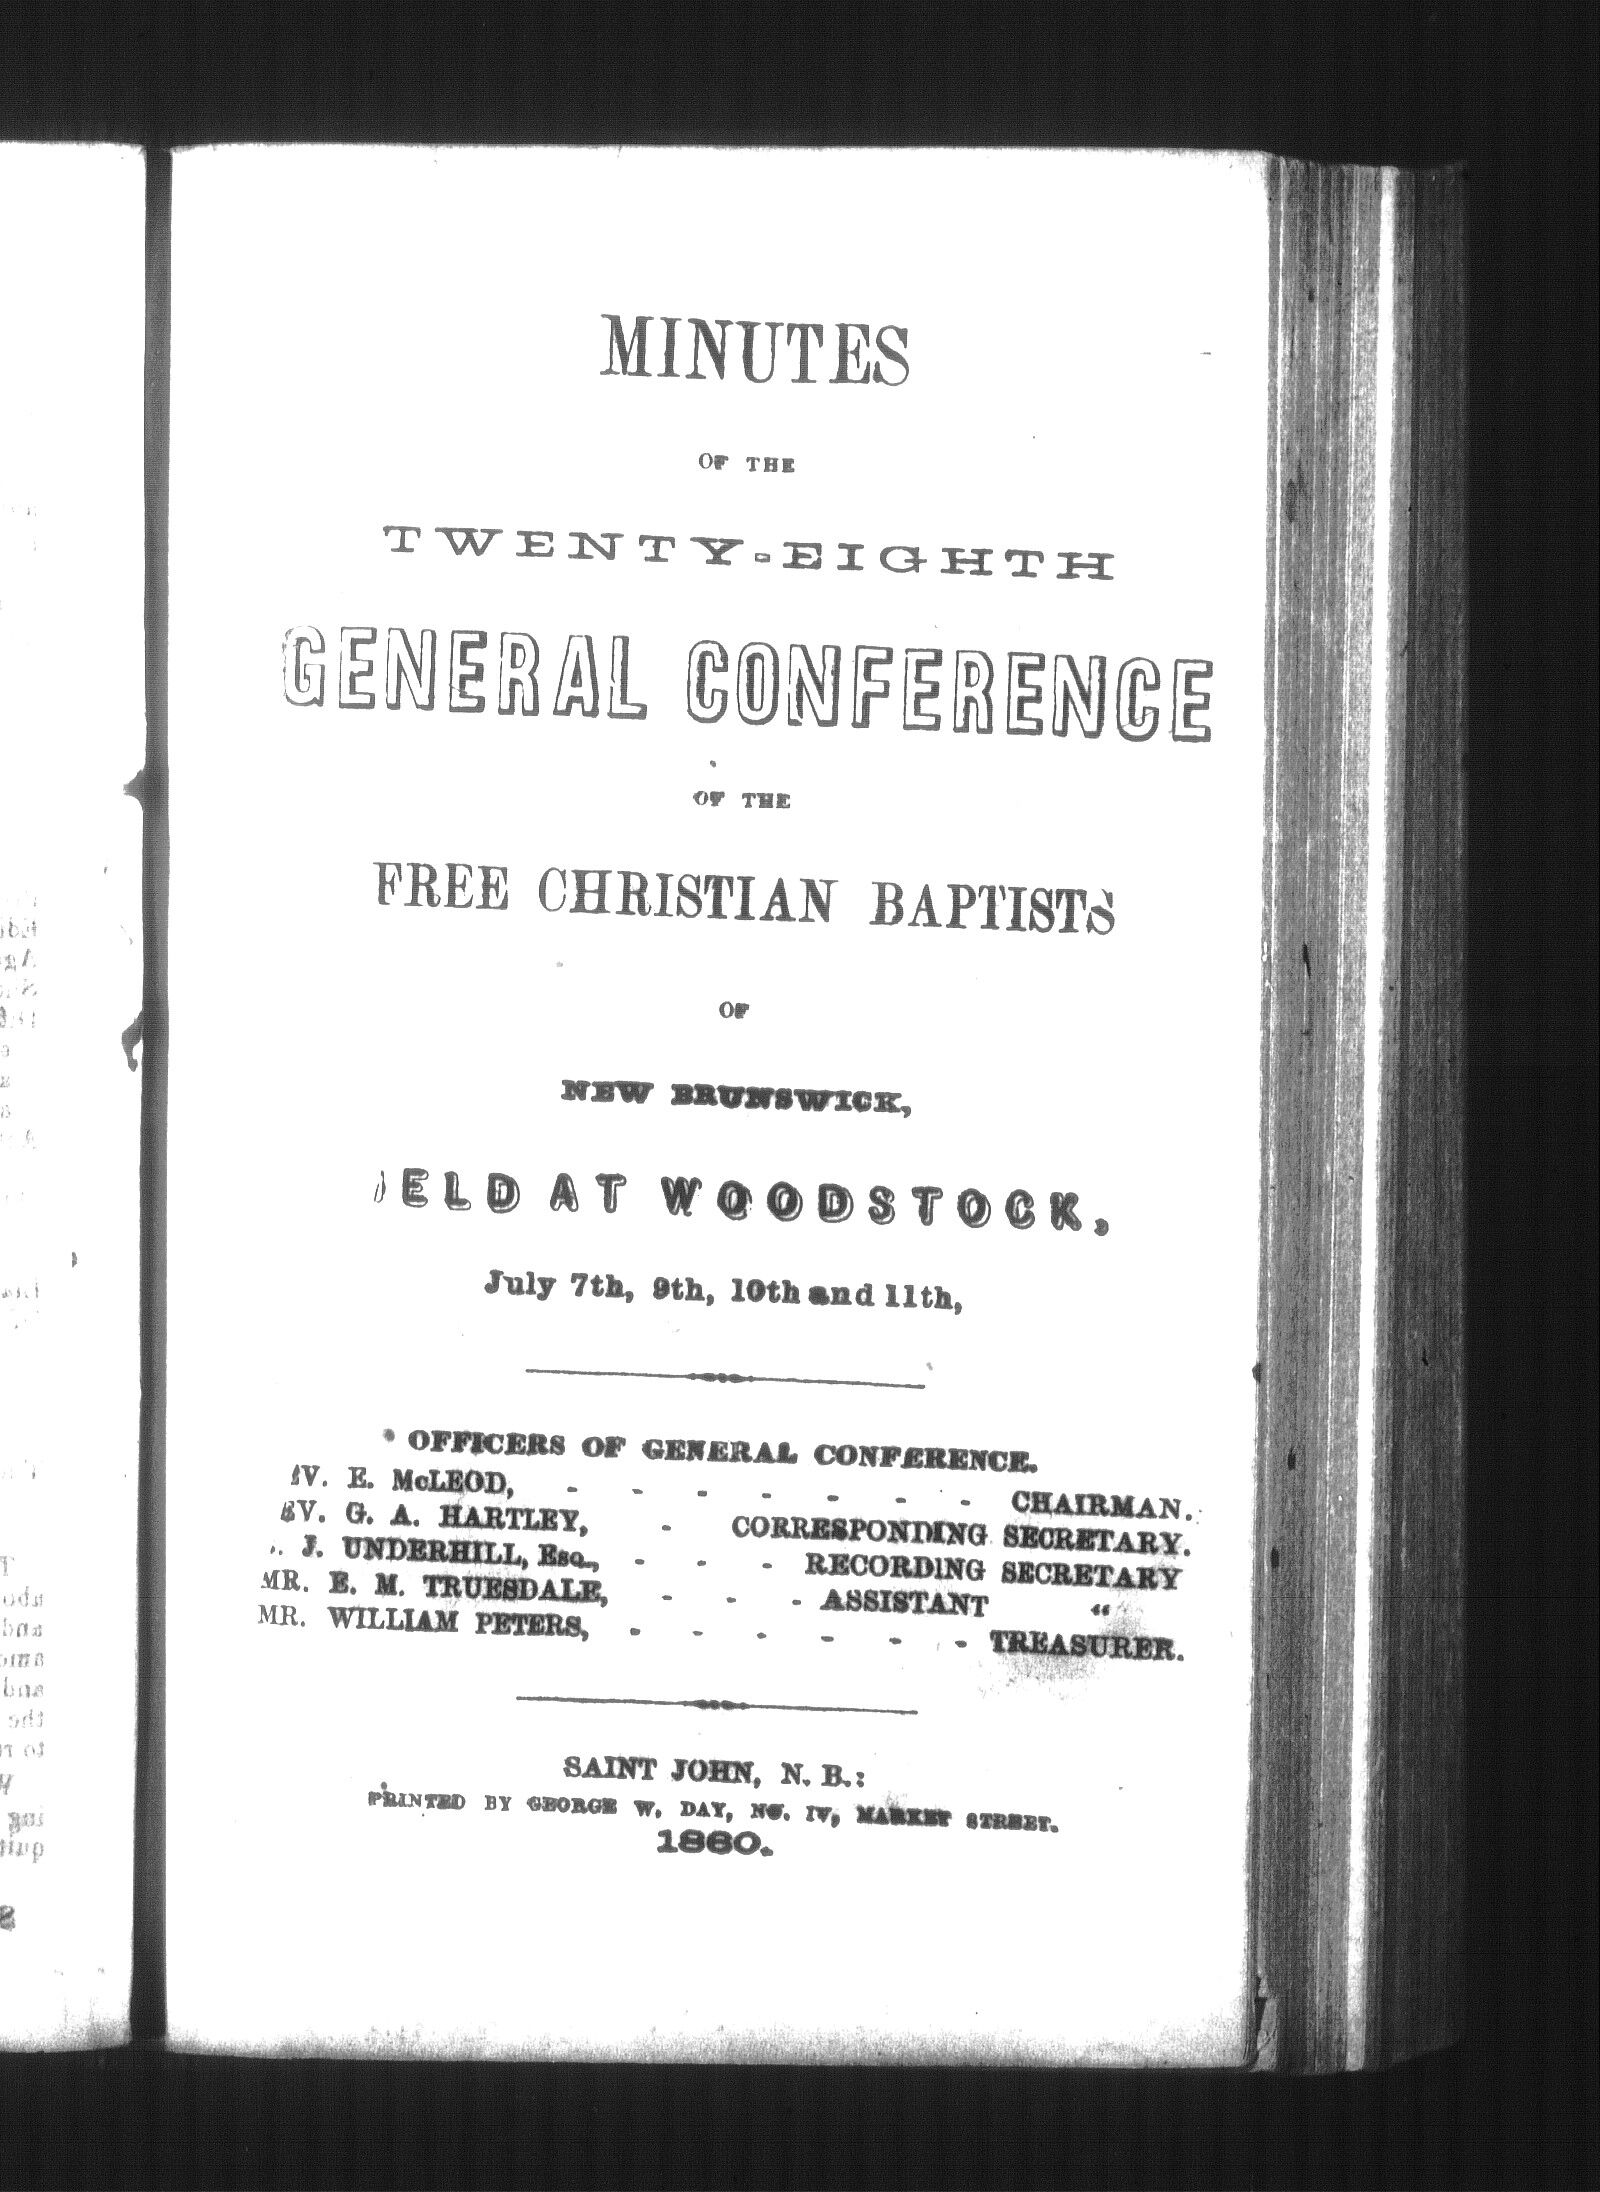 MINUTES
OF THE
TWENTY-EIGHTH
GENERAL CONFERENCE
OF THE
FREE CHRISTIAN BAPTISTS
OF
NEW BRUNSWICK,
ELD AT WOODSTOCK,
July 7th, 9th, 10th and 11th,
OFFICERS OF GENERAL CONFERENCE.
EV. E. McLEOD, - - - - - - - CHAIRMAN.
EV. G. A. HARTLEY, - CORRESPONDING SECRETARY.
J. UNDERHILL, Esq., - - - RECORDING SECRETARY
MR. E. M. TRUESDALE, - - - ASSISTANT "
MR. WILLIAM PETERS, - - - - - - TREASURER.
SAINT JOHN, N. B.:
PRINTED BY GEORGE W. DAY, NO. IV, MARKET STREET.
1860.